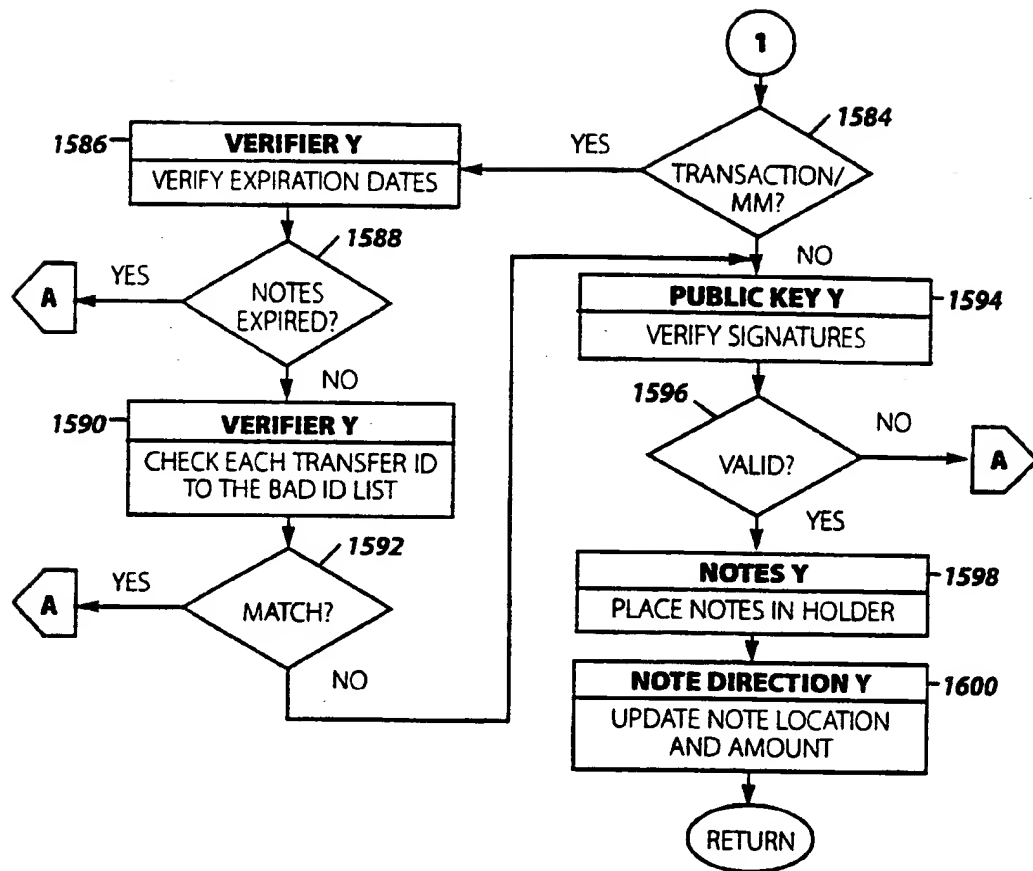 1
1584
TRANSACTION/
MM?
YES
NO
1586
VERIFIER Y
VERIFY EXPIRATION DATES
1588
NOTES
EXPIRED?
YES
A
NO
1590
VERIFIER Y
CHECK EACH TRANSFER ID
TO THE BAD ID LIST
1592
MATCH?
YES
A
NO
PUBLIC KEY Y
1594
VERIFY SIGNATURES
1596
VALID?
NO
A
YES
NOTES Y
1598
PLACE NOTES IN HOLDER
NOTE DIRECTION Y
1600
UPDATE NOTE LOCATION
AND AMOUNT
RETURN